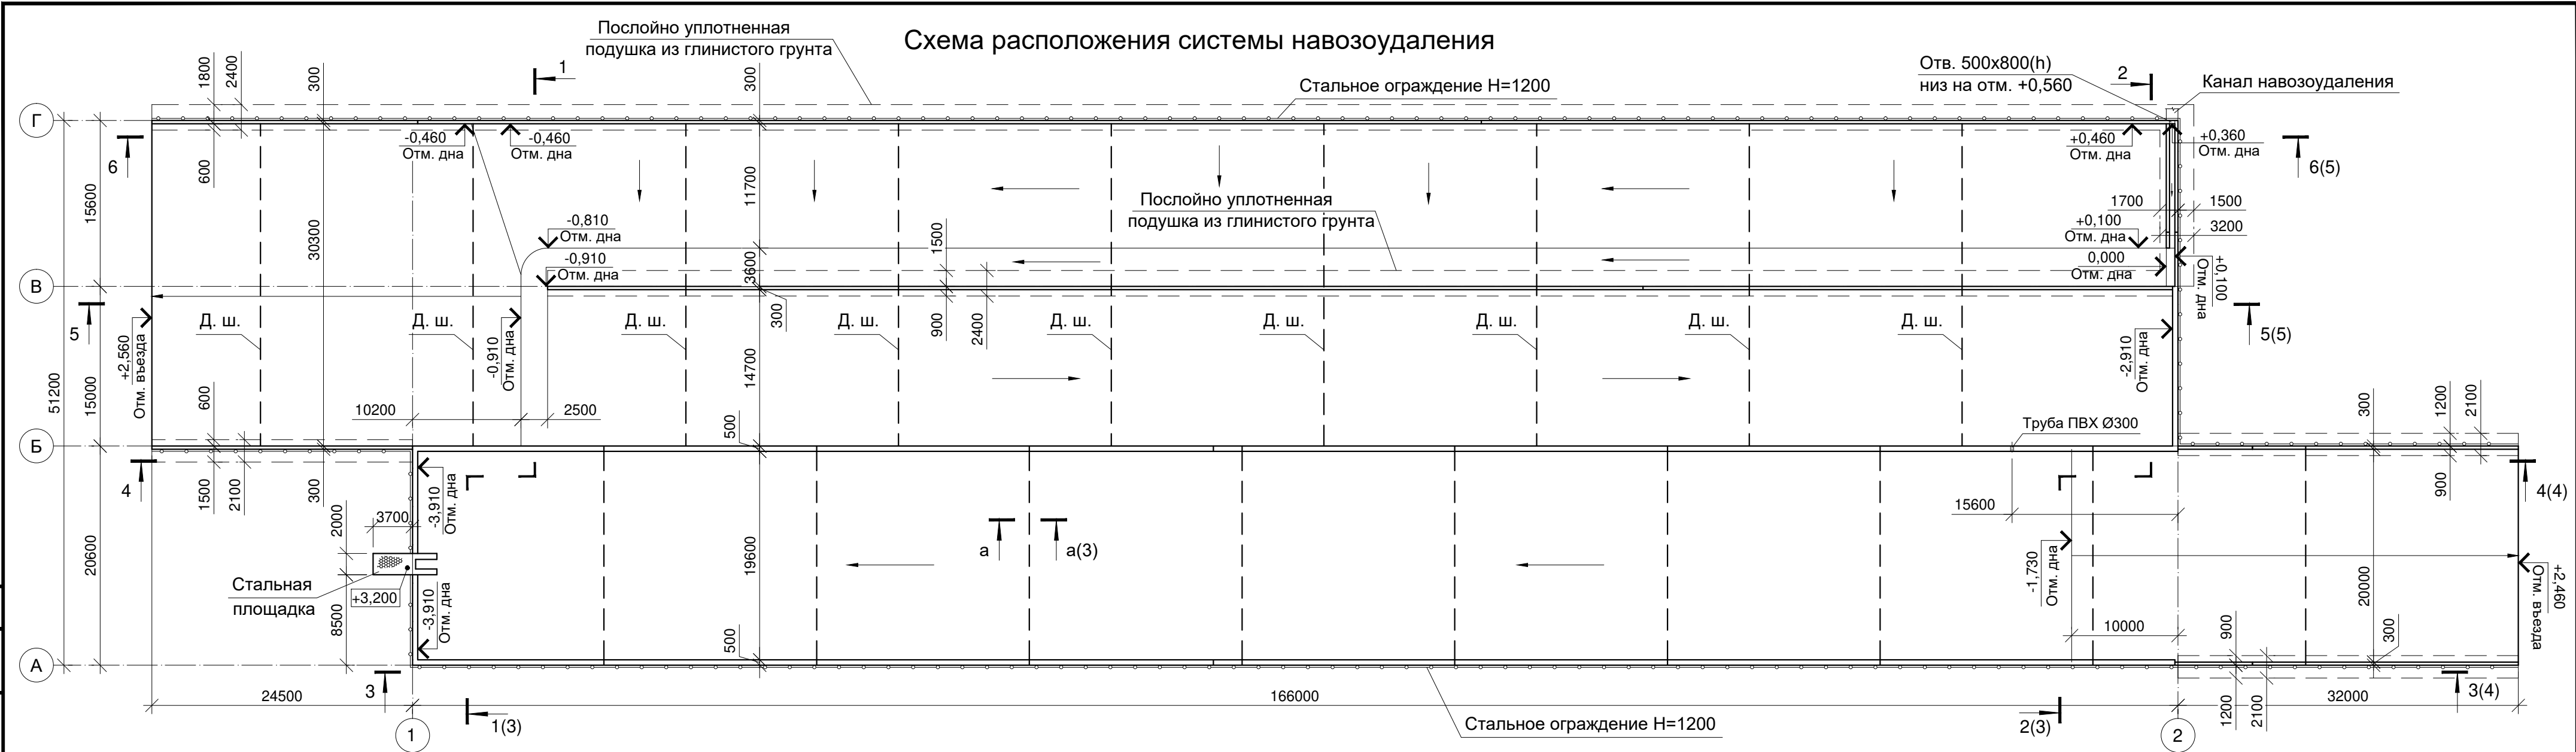 Схема расположения системы навозоудаления
Послойно уплотненная
подушка из глинистого грунта
Стальное ограждение Н=1200
Отв. 500х800(h)
низ на отм. +0,560
Канал навозоудаления
1
2
1800
2400
300
300
Г
6
-0,460
Отм. дна
-0,460
Отм. дна
+0,460
Отм. дна
+0,360
Отм. дна
6(5)
600
15600
30300
11700
Послойно уплотненная
подушка из глинистого грунта
1700
1500
3200
-0,810
Отм. дна
+0,100
Отм. дна
1500
3600
-0,910
Отм. дна
0,000
Отм. дна
+0,100
Отм. дна
В
5
300
900
2400
5(5)
Д. ш.
Д. ш.
Д. ш.
Д. ш.
Д. ш.
Д. ш.
Д. ш.
Д. ш.
Д. ш.
+2,560
Отм. въезда
-0,910
Отм. дна
-2,910
Отм. дна
51200
15000
14700
600
10200
2500
500
Труба ПВХ Ø300
300
1200
2100
Б
4
1500
2100
300
-3,910
Отм. дна
900
4(4)
15600
2000
3700
а
а(3)
20600
19600
-1,730
Отм. дна
Стальная
площадка
+3,200
8500
-3,910
Отм. дна
20000
+2,460
Отм. въезда
10000
500
900
300
А
3
24500
166000
32000
3(4)
1200
2100
1(3)
2(3)
Стальное ограждение Н=1200
1
2